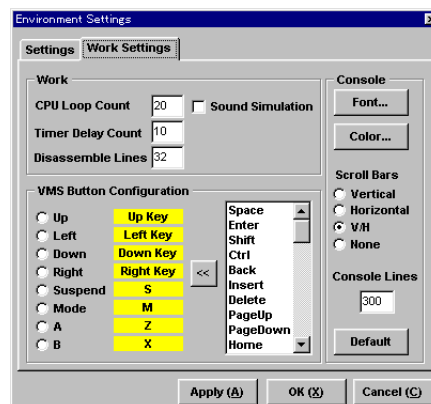 Environment Settings
Settings
Work Settings
Work
CPU Loop Count 20 Sound Simulation
Timer Delay Count 10
Disassemble Lines 32
VMS Button Configuration
Up Up Key
Left Left Key
Down Down Key
Right Right Key
Suspend S
Mode M
A Z
B X
<<
Space
Enter
Shift
Ctrl
Back
Insert
Delete
PageUp
PageDown
Home
Console
Font...
Color...
Scroll Bars
Vertical
Horizontal
V/H
None
Console Lines
300
Default
Apply (A)
OK (X)
Cancel (C)